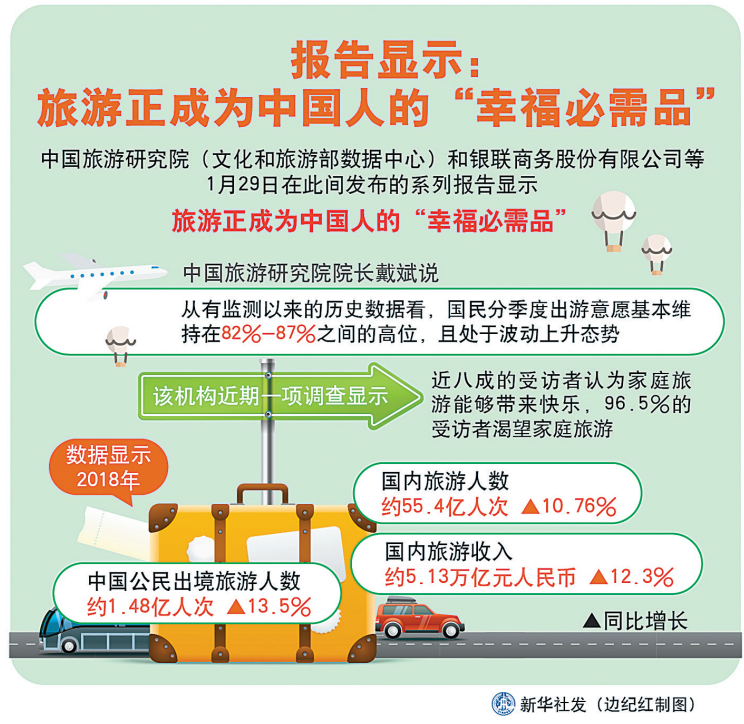 报告显示：
旅游正成为中国人的“幸福必需品”
中国旅游研究院（文化和旅游部数据中心）和银联商务股份有限公司等
1月29日在此间发布的系列报告显示
旅游正成为中国人的“幸福必需品”
中国旅游研究院院长戴斌说
从有监测以来的历史数据看，国民分季度出游意愿基本维
持在82%—87%之间的高位，且处于波动上升态势
该机构近期一项调查显示
近八成的受访者认为家庭旅
游能够带来快乐，96.5%的
受访者渴望家庭旅游
数据显示
2018年
国内旅游人数
约55.4亿人次 ▲10.76%
国内旅游收入
约5.13万亿元人民币 ▲12.3%
中国公民出境旅游人数
约1.48亿人次 ▲13.5%
▲同比增长
新华社发（边纪红制图）